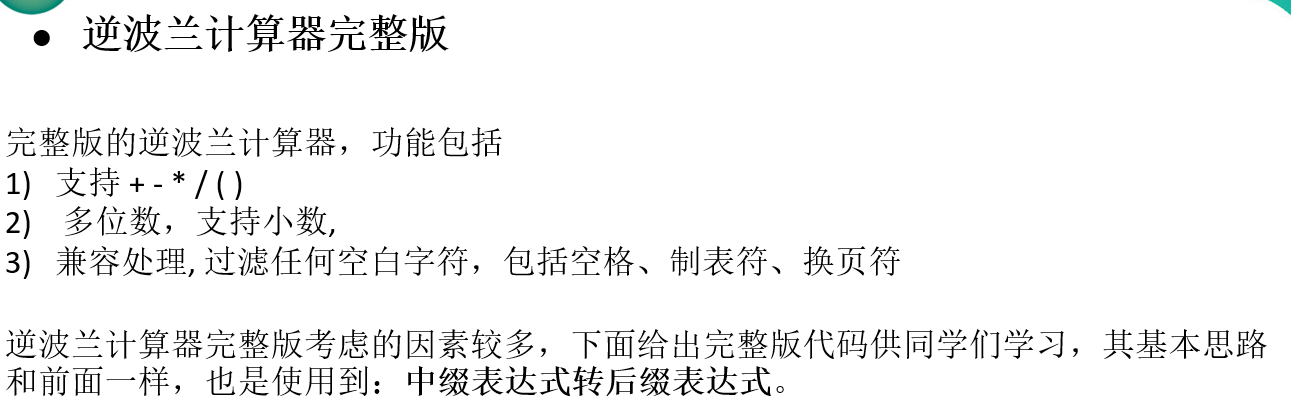 • 逆波兰计算器完整版
完整版的逆波兰计算器，功能包括
1) 支持 + - * / ( )
2) 多位数，支持小数,
3) 兼容处理, 过滤任何空白字符，包括空格、制表符、换页符
逆波兰计算器完整版考虑的因素较多，下面给出完整版代码供同学们学习，其基本思路
和前面一样，也是使用到：中缀表达式转后缀表达式。